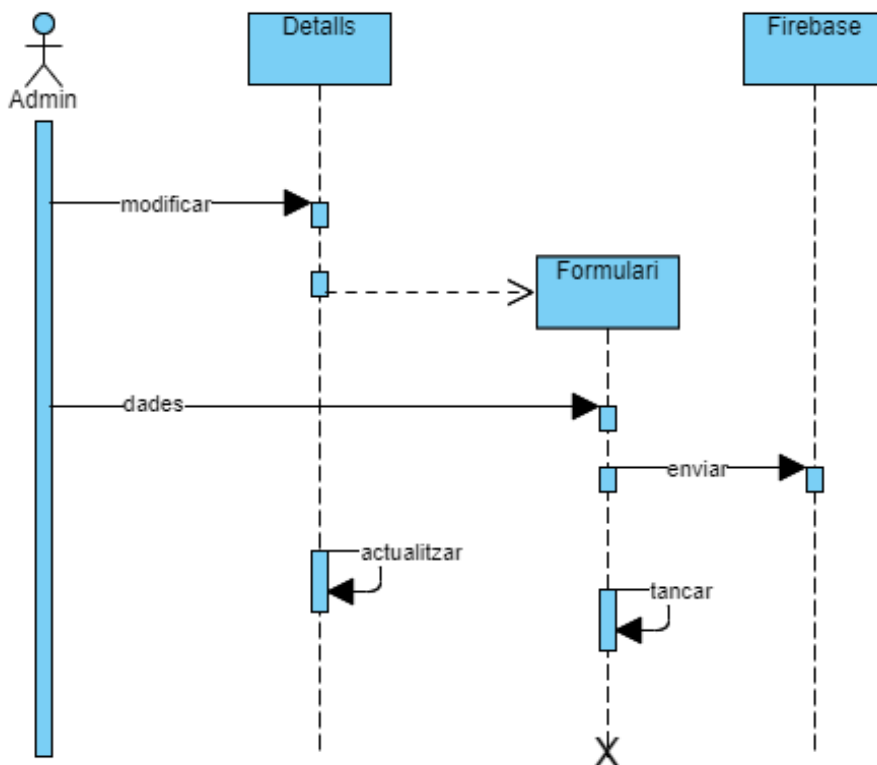 Detalls
Firebase
Admin
modificar
Formulari
dades
enviar
actualitzar
tancar